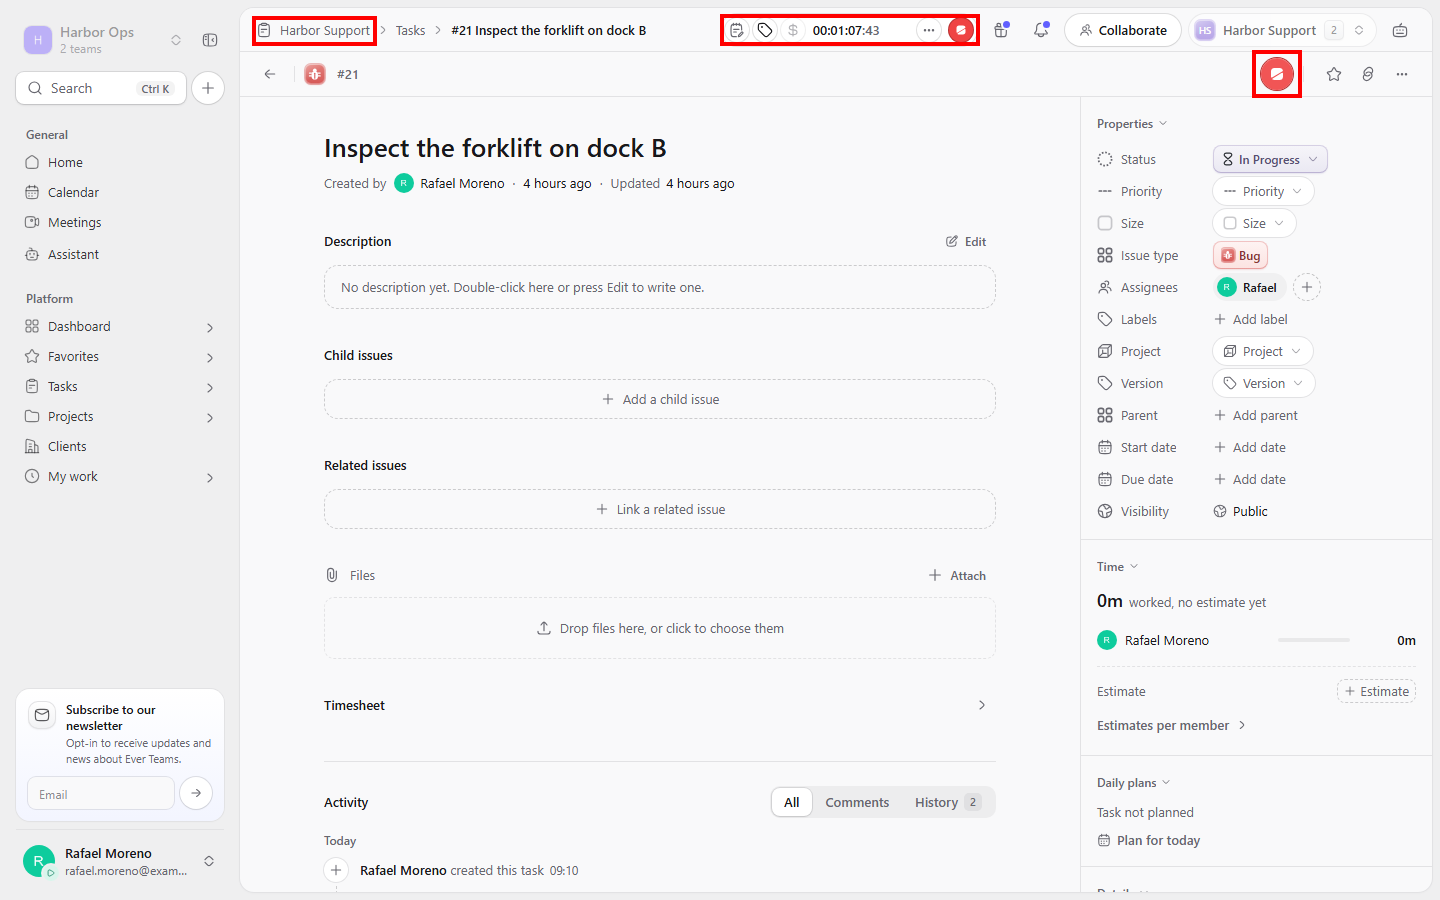 H
Harbor Ops
2 teams
Search
Ctrl K
General
Home
Calendar
Meetings
Assistant
Platform
Dashboard
Favorites
Tasks
Projects
Clients
My work
Subscribe to our newsletter
Opt-in to receive updates and news about Ever Teams.
Email
R
Rafael Moreno
rafael.moreno@exam...
Harbor Support
Tasks
#21 Inspect the forklift on dock B
$
00:01:07:43
Collaborate
HS
Harbor Support
2
#21
Inspect the forklift on dock B
Created by R Rafael Moreno · 4 hours ago · Updated 4 hours ago
Description
Edit
No description yet. Double-click here or press Edit to write one.
Child issues
Add a child issue
Related issues
Link a related issue
Files
Attach
Drop files here, or click to choose them
Timesheet
Activity
All
Comments
History 2
Today
Rafael Moreno created this task 09:10
Properties
Status
In Progress
Priority
Priority
Size
Size
Issue type
Bug
Assignees
R Rafael
Labels
Add label
Project
Project
Version
Version
Parent
Add parent
Start date
Add date
Due date
Add date
Visibility
Public
Time
0m worked, no estimate yet
R Rafael Moreno
0m
Estimate
Estimate
Estimates per member
Daily plans
Task not planned
Plan for today